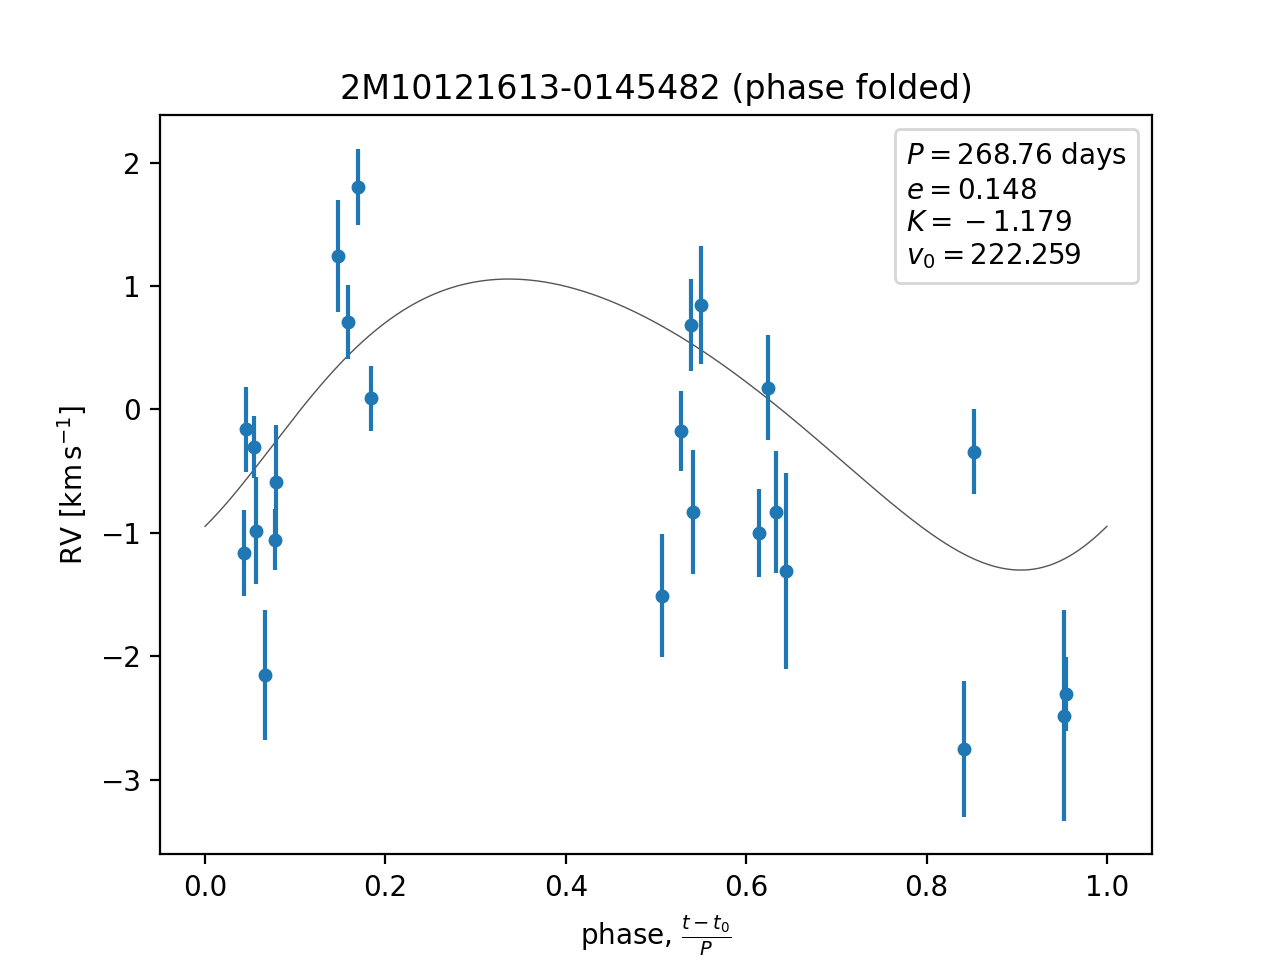 2M10121613-0145482 (phase folded)
P = 268.76 days
e = 0.148
K = −1.179
v₀ = 222.259
2
1
0
−1
−2
−3
RV [km s⁻¹]
0.0 0.2 0.4 0.6 0.8 1.0
phase, (t − t₀)/P